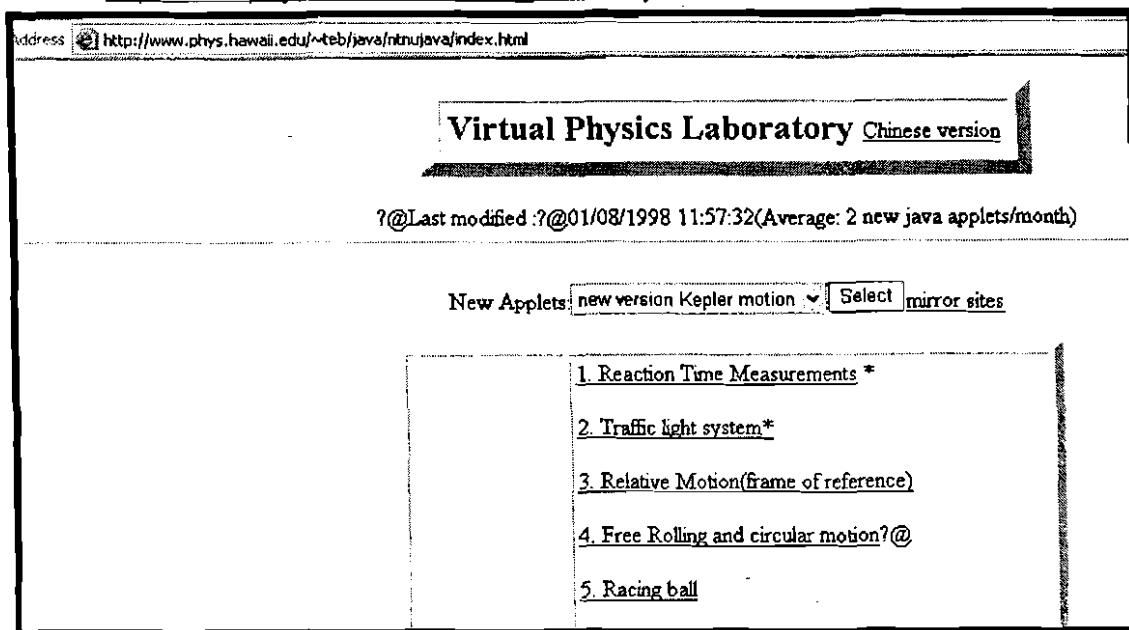 Address http://www.phys.hawaii.edu/~teb/java/ntnujava/index.html
Virtual Physics Laboratory Chinese version
?@Last modified :?@01/08/1998 11:57:32(Average: 2 new java applets/month)
New Applets: new version Kepler motion Select mirror sites
1. Reaction Time Measurements *
2. Traffic light system*
3. Relative Motion(frame of reference)
4. Free Rolling and circular motion?@
5. Racing ball